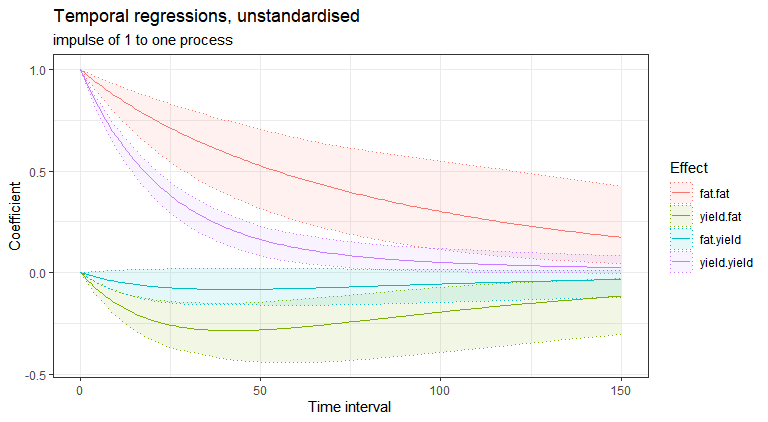 Temporal regressions, unstandardised
impulse of 1 to one process
Coefficient
1.0
0.5
0.0
-0.5
0
50
100
150
Time interval
Effect
fat.fat
yield.fat
fat.yield
yield.yield